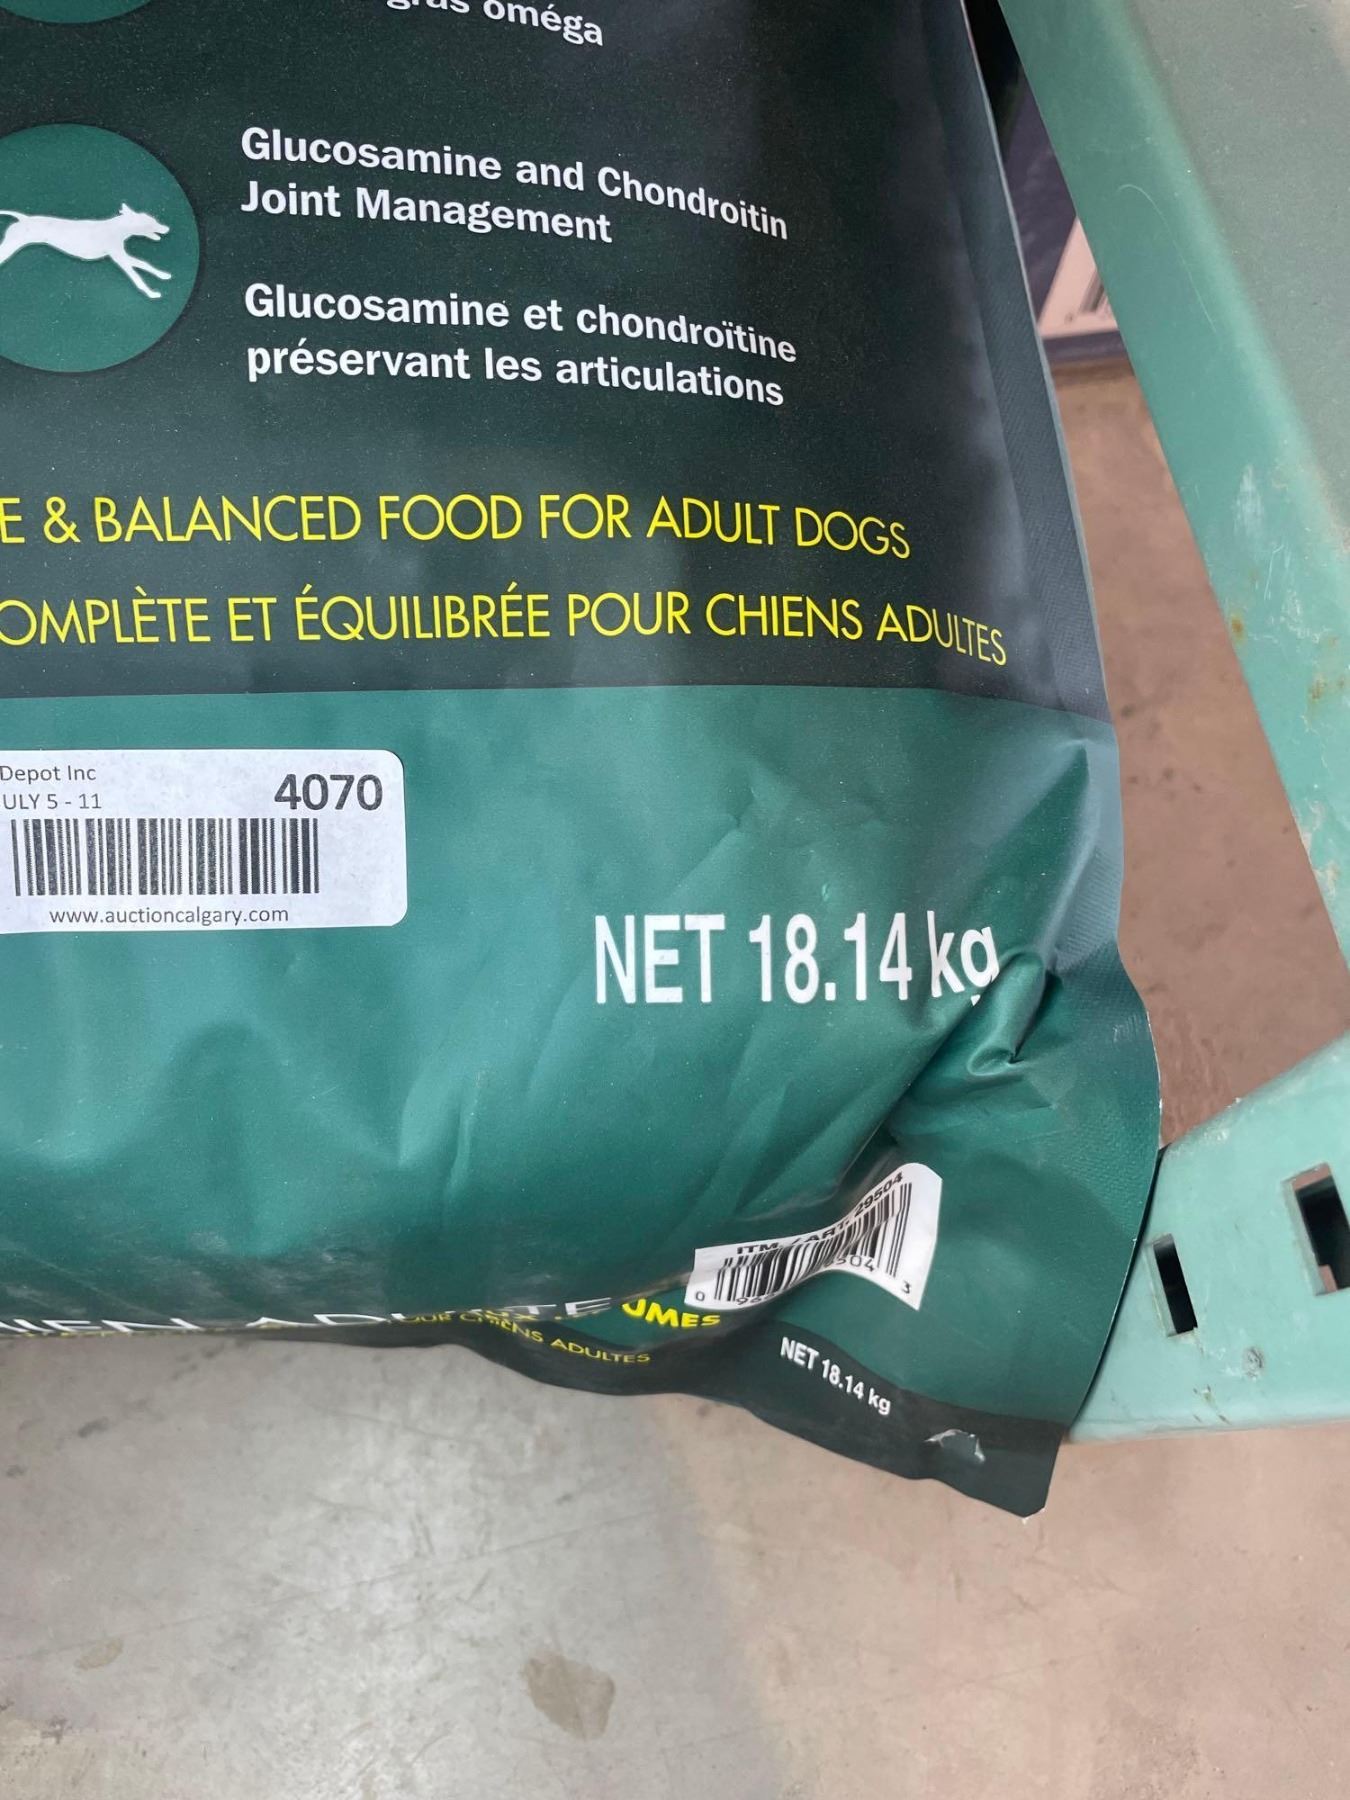 oméga
Glucosamine and Chondroitin
Joint Management
Glucosamine et chondroïtine
préservant les articulations
E & BALANCED FOOD FOR ADULT DOGS
OMPLÈTE ET ÉQUILIBRÉE POUR CHIENS ADULTES
Depot Inc
4070
ULY 5 - 11
www.auctioncalgary.com
NET 18.14 kg
ITM. / ART. 29504
UMES
CHIENS ADULTES
NET 18.14 kg